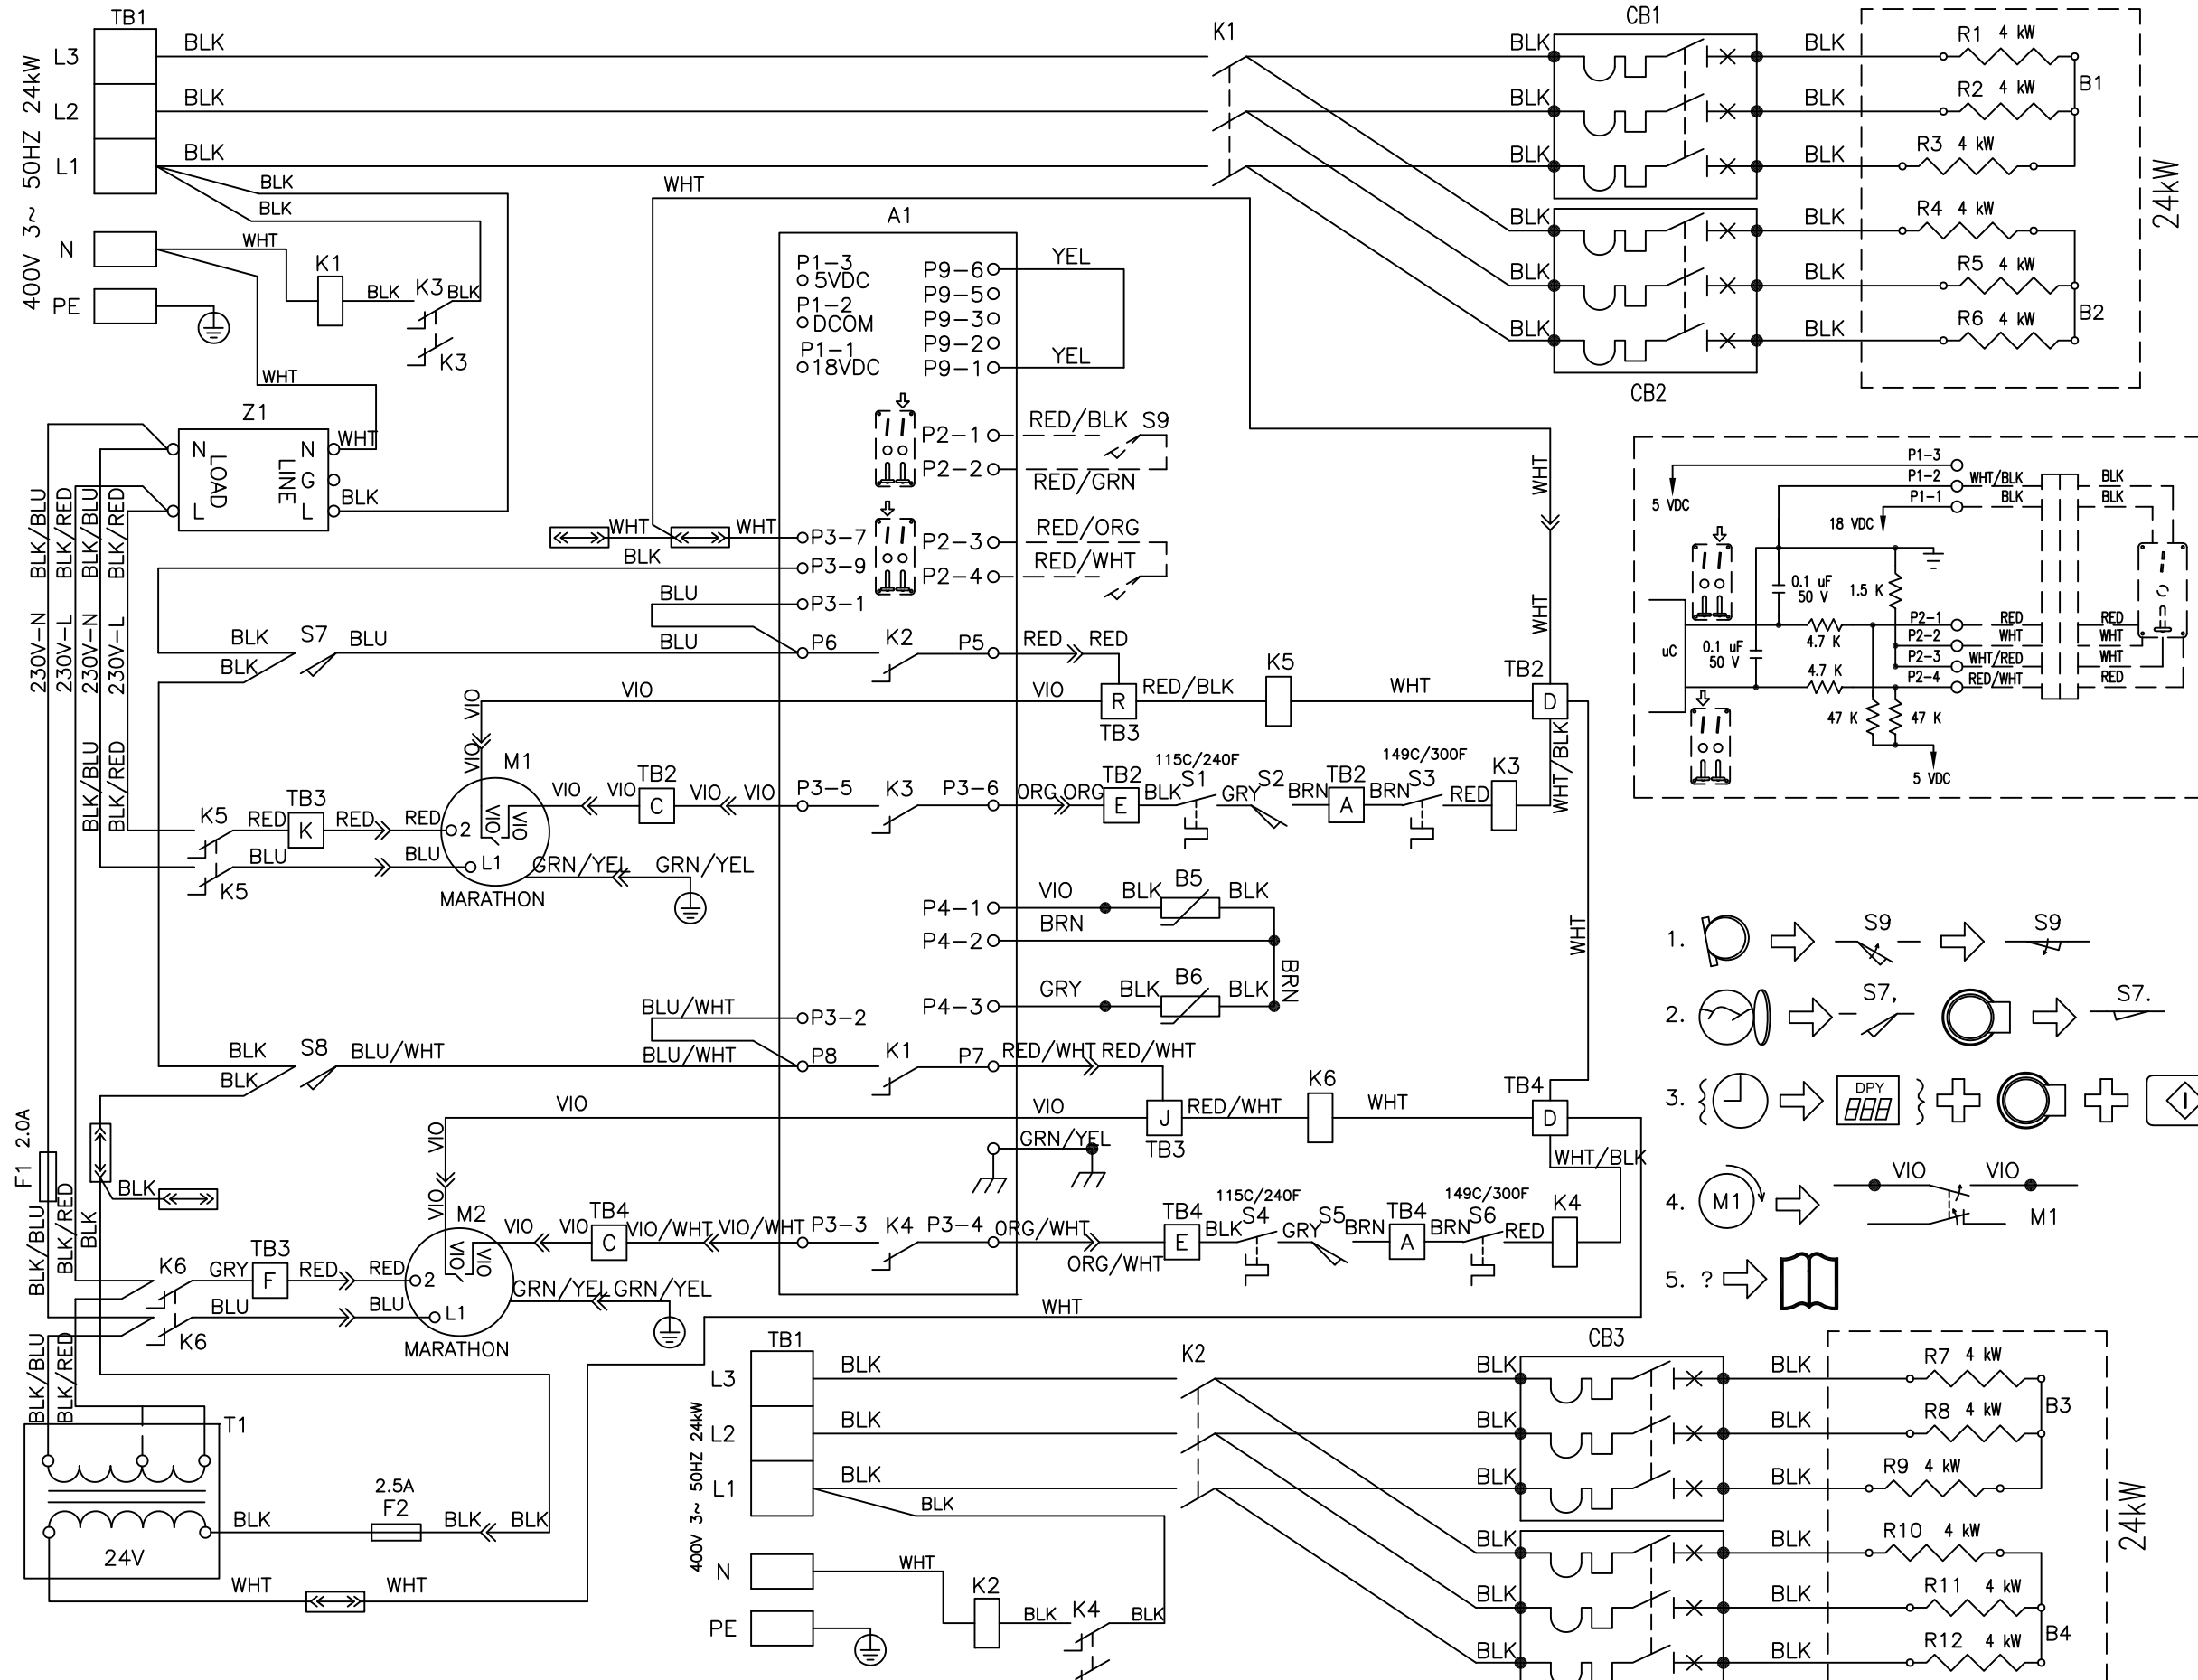 TB1
L3
BLK
L2
BLK
L1
BLK
BLK
BLK
N
WHT
PE
400V 3~ 50HZ 24kW
K1
BLK
K3
BLK
K3
WHT
WHT
K1
CB1
BLK
BLK
BLK
BLK
BLK
BLK
BLK
BLK
BLK
BLK
BLK
BLK
CB2
R1 4 kW
R2 4 kW
B1
R3 4 kW
R4 4 kW
R5 4 kW
R6 4 kW
B2
24kW
A1
P1-3
5VDC
P1-2
DCOM
P1-1
18VDC
P9-6
YEL
P9-5
P9-3
P9-2
P9-1
YEL
P2-1
RED/BLK
S9
P2-2
RED/GRN
P2-3
RED/ORG
P2-4
RED/WHT
Z1
N
N
WHT
LOAD
LINE
G
L
L
BLK
230V-N BLK/BLU
230V-L BLK/RED
230V-N BLK/BLU
230V-L BLK/RED
WHT
WHT
P3-7
BLK
P3-9
BLU
P3-1
BLK
S7
BLU
BLU
P6
K2
P5
RED
RED
BLK
WHT
WHT
VIO
VIO
VIO
VIO
R
TB3
RED/BLK
K5
WHT
TB2
D
BLK/BLU
BLK/RED
K5
K5
TB3
RED
K
RED
RED
2
BLU
BLU
L1
M1
VIO
VIO
MARATHON
VIO
VIO
TB2
C
VIO
VIO
P3-5
K3
P3-6
ORG
ORG
TB2
E
115C/240F
BLK
S1
GRY
S2
BRN
TB2
A
BRN
149C/300F
S3
RED
K3
WHT/BLK
GRN/YEL
GRN/YEL
P4-1
VIO
BLK
B5
BLK
P4-2
BRN
P4-3
GRY
BLK
B6
BLK
BRN
WHT
BLU/WHT
P3-2
BLK
S8
BLU/WHT
BLU/WHT
P8
K1
P7
RED/WHT
RED/WHT
BLK
VIO
VIO
VIO
VIO
J
TB3
RED/WHT
K6
WHT
TB4
D
GRN/YEL
WHT/BLK
F1 2.0A
BLK
BLK/BLU
BLK/RED
BLK
K6
K6
GRY
TB3
F
RED
RED
2
BLU
BLU
L1
M2
VIO
VIO
MARATHON
VIO
VIO
TB4
C
VIO/WHT
VIO/WHT
P3-3
K4
P3-4
ORG/WHT
ORG/WHT
TB4
E
115C/240F
BLK
S4
GRY
S5
BRN
TB4
A
BRN
149C/300F
S6
RED
K4
GRN/YEL
GRN/YEL
WHT
BLK/BLU
BLK/RED
T1
24V
BLK
2.5A
F2
BLK
BLK
WHT
WHT
TB1
400V 3~ 50HZ 24kW
L3
BLK
L2
BLK
L1
BLK
BLK
N
WHT
PE
K2
BLK
K4
BLK
K2
CB3
BLK
BLK
BLK
BLK
BLK
BLK
BLK
BLK
BLK
BLK
BLK
BLK
R7 4 kW
B3
R8 4 kW
R9 4 kW
R10 4 kW
R11 4 kW
R12 4 kW
B4
24kW
P1-3
P1-2
WHT/BLK
BLK
P1-1
BLK
BLK
5 VDC
18 VDC
0.1 uF
50 V
1.5 K
uC
0.1 uF
50 V
4.7 K
4.7 K
P2-1
RED
RED
P2-2
WHT
WHT
P2-3
WHT/RED
WHT
P2-4
RED/WHT
RED
47 K
47 K
5 VDC
1.
S9
S9
2.
S7,
S7.
3.
DPY
4.
M1
VIO
VIO
M1
5. ?